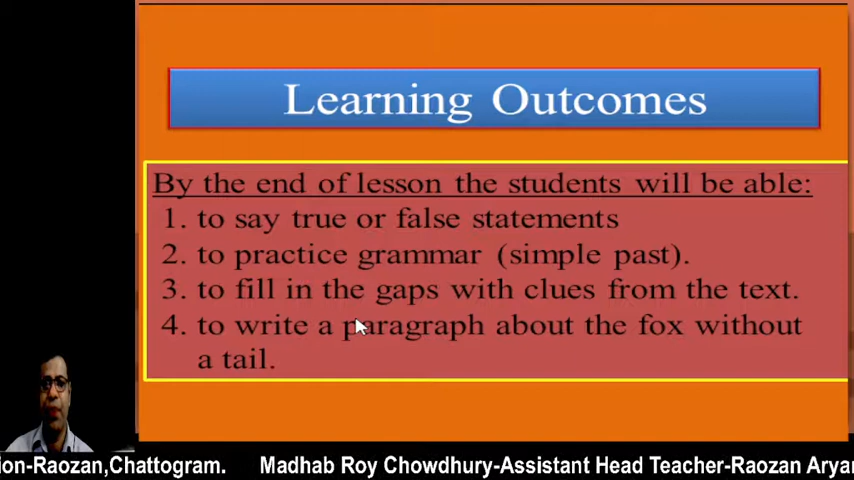 Learning Outcomes
By the end of lesson the students will be able:
1. to say true or false statements
2. to practice grammar (simple past).
3. to fill in the gaps with clues from the text.
4. to write a paragraph about the fox without
a tail.
ion-Raozan,Chattogram. Madhab Roy Chowdhury-Assistant Head Teacher-Raozan Aryan